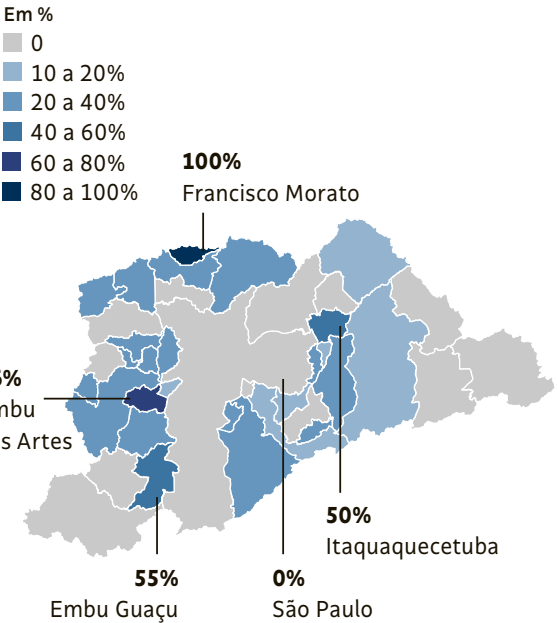 Em %
0
10 a 20%
20 a 40%
40 a 60%
60 a 80%
80 a 100%
100%
Francisco Morato
Artes
50%
Itaquaquecetuba
55%
Embu Guaçu
0%
São Paulo